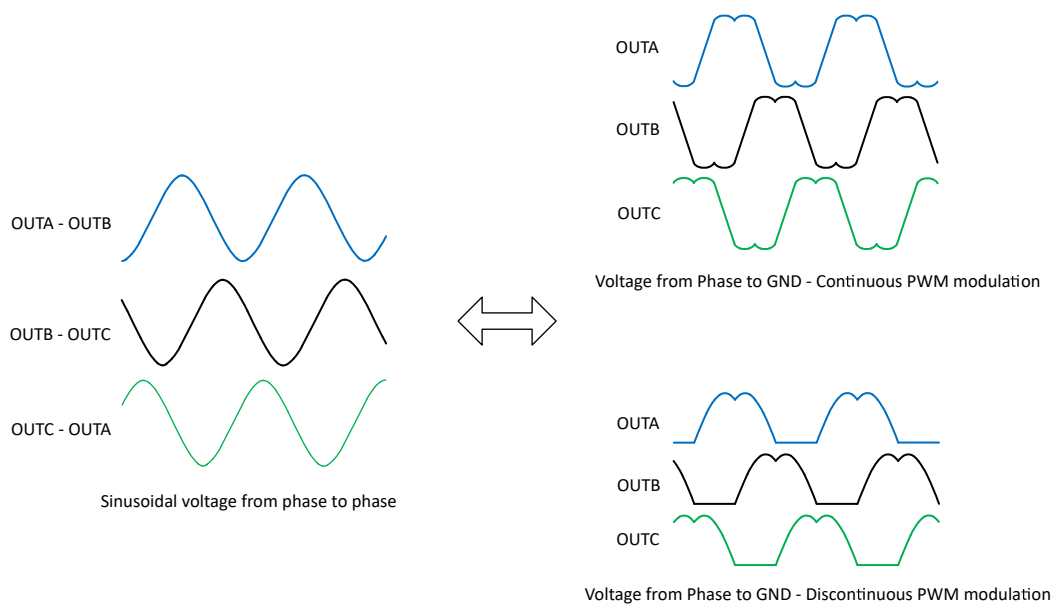 OUTA - OUTB
OUTB - OUTC
OUTC - OUTA
Sinusoidal voltage from phase to phase
OUTA
OUTB
OUTC
Voltage from Phase to GND - Continuous PWM modulation
OUTA
OUTB
OUTC
Voltage from Phase to GND - Discontinuous PWM modulation